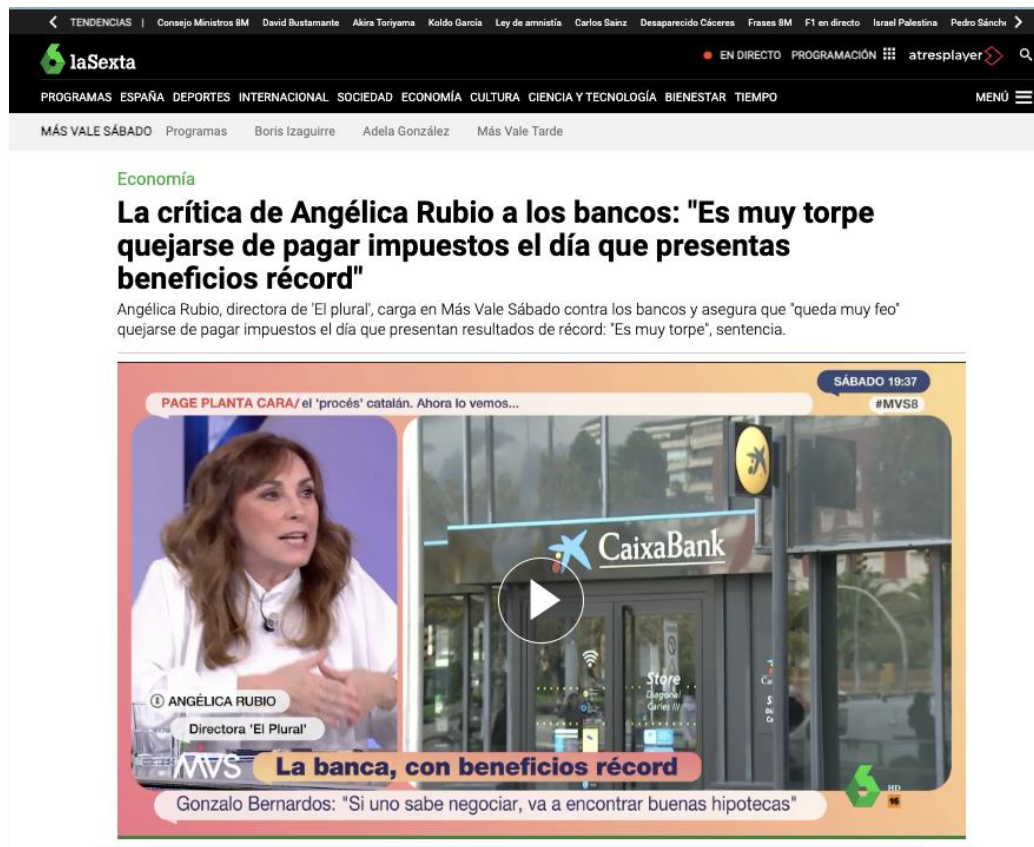 TENDENCIAS | Consejo Ministros 8M David Bustamante Akira Toriyama Koldo García Ley de amnistía Carlos Sainz Desaparecido Cáceres Frases 8M F1 en directo Israel Palestina Pedro Sánch
laSexta
EN DIRECTO PROGRAMACIÓN atresplayer
PROGRAMAS ESPAÑA DEPORTES INTERNACIONAL SOCIEDAD ECONOMÍA CULTURA CIENCIA Y TECNOLOGÍA BIENESTAR TIEMPO MENÚ
MÁS VALE SÁBADO Programas Boris Izaguirre Adela González Más Vale Tarde
Economía
La crítica de Angélica Rubio a los bancos: "Es muy torpe
quejarse de pagar impuestos el día que presentas
beneficios récord"
Angélica Rubio, directora de 'El plural', carga en Más Vale Sábado contra los bancos y asegura que "queda muy feo"
quejarse de pagar impuestos el día que presentan resultados de récord: "Es muy torpe", sentencia.
SÁBADO 19:37
PAGE PLANTA CARA/ el 'procés' catalán. Ahora lo vemos...
#MVS8
CaixaBank
Store
Diagonal
Carles III
ANGÉLICA RUBIO
Directora 'El Plural'
MVS La banca, con beneficios récord
Gonzalo Bernardos: "Si uno sabe negociar, va a encontrar buenas hipotecas"
HD
16